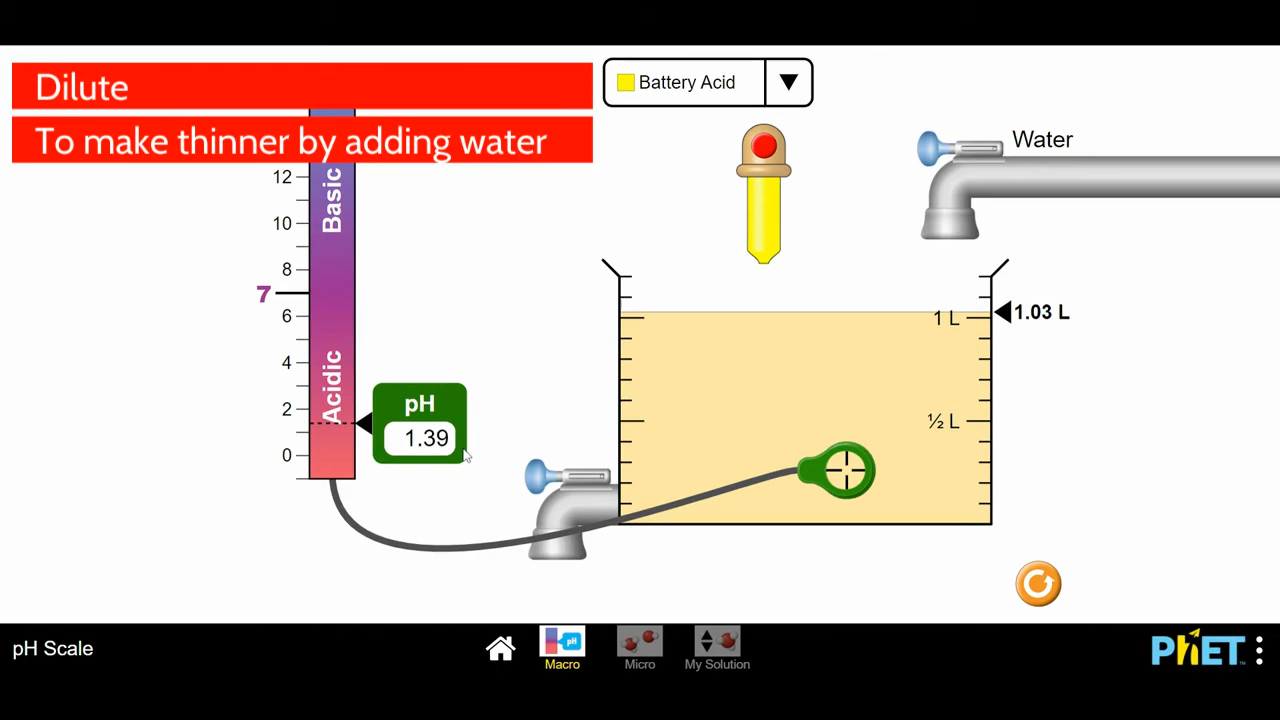 Dilute
To make thinner by adding water
Battery Acid
Water
12
10
8
7
6
4
2
0
Basic
Acidic
pH
1.39
1 L
1.03 L
½ L
pH Scale
Macro
Micro
My Solution
pH
PhET